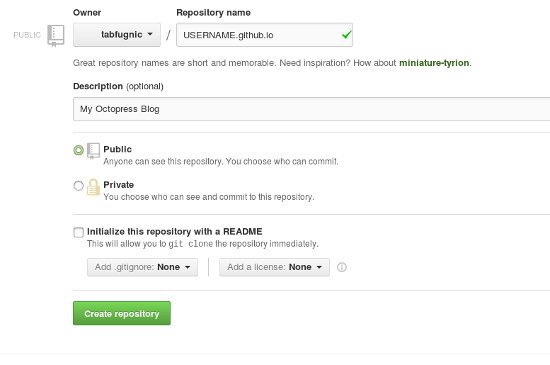 Owner Repository name
PUBLIC tabfugnic / USERNAME.github.io
Great repository names are short and memorable. Need inspiration? How about miniature-tyrion.
Description (optional)
My Octopress Blog
Public
Anyone can see this repository. You choose who can commit.
Private
You choose who can see and commit to this repository.
Initialize this repository with a README
This will allow you to git clone the repository immediately.
Add .gitignore: None Add a license: None
Create repository